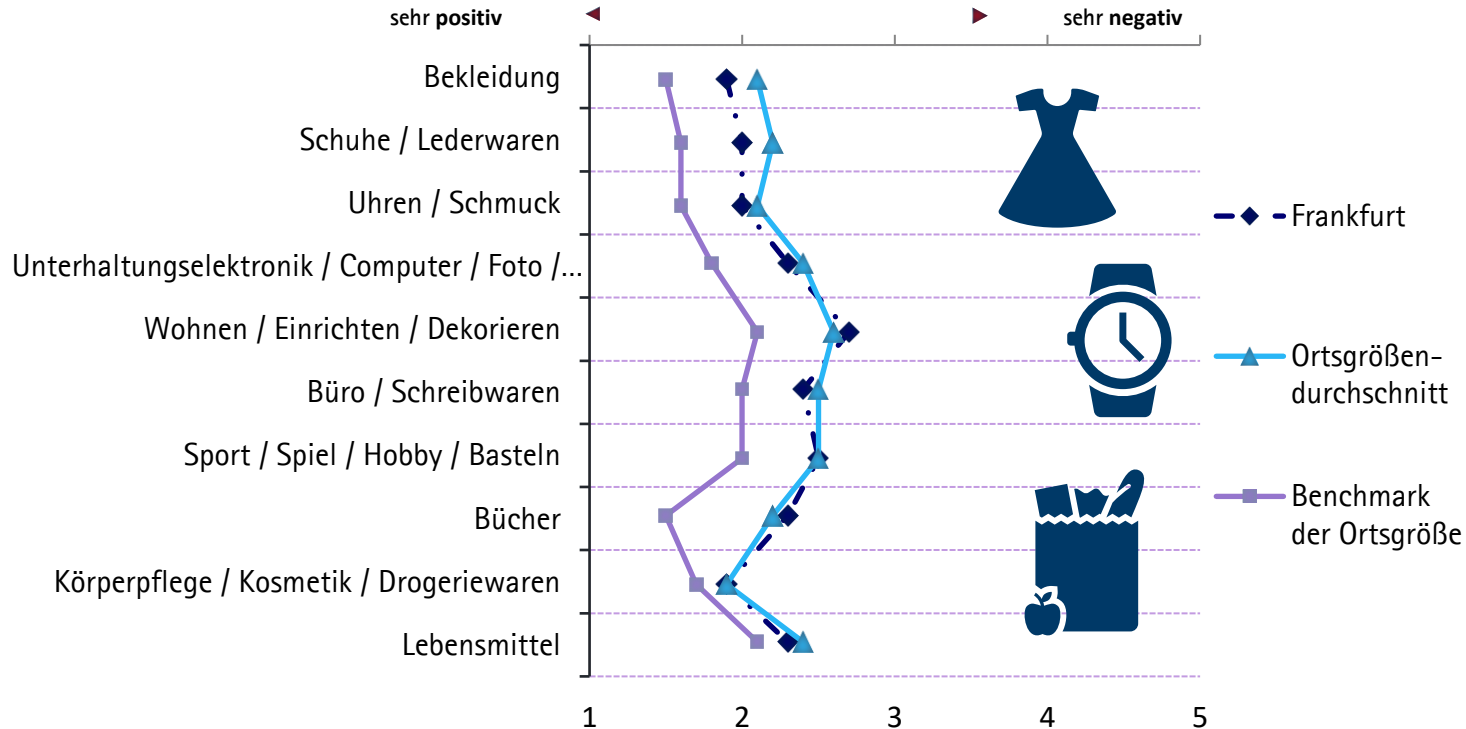 sehr positiv
sehr negativ
Bekleidung
Schuhe / Lederwaren
Uhren / Schmuck
Unterhaltungselektronik / Computer / Foto /...
Wohnen / Einrichten / Dekorieren
Büro / Schreibwaren
Sport / Spiel / Hobby / Basteln
Bücher
Körperpflege / Kosmetik / Drogeriewaren
Lebensmittel
1 2 3 4 5
Frankfurt
Ortsgrößen-
durchschnitt
Benchmark
der Ortsgröße